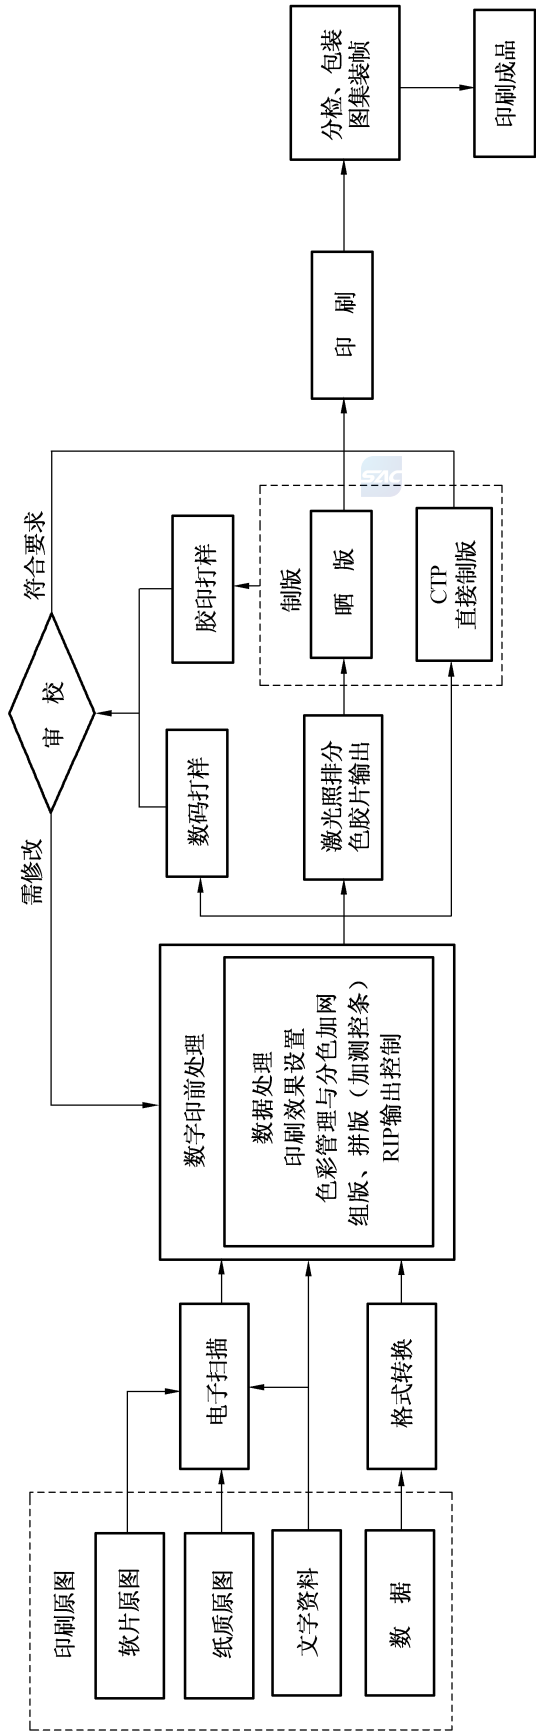 印刷原图
软片原图
纸质原图
文字资料
数 据
电子扫描
格式转换
数字印前处理
数据处理
印刷效果设置
色彩管理与分色加网
组版、拼版（加测控条）
RIP输出控制
需修改
审 校
符合要求
数码打样
胶印打样
激光照排分
色胶片输出
制版
晒 版
CTP
直接制版
SAC
印 刷
分检、包装
图集装帧
印刷成品